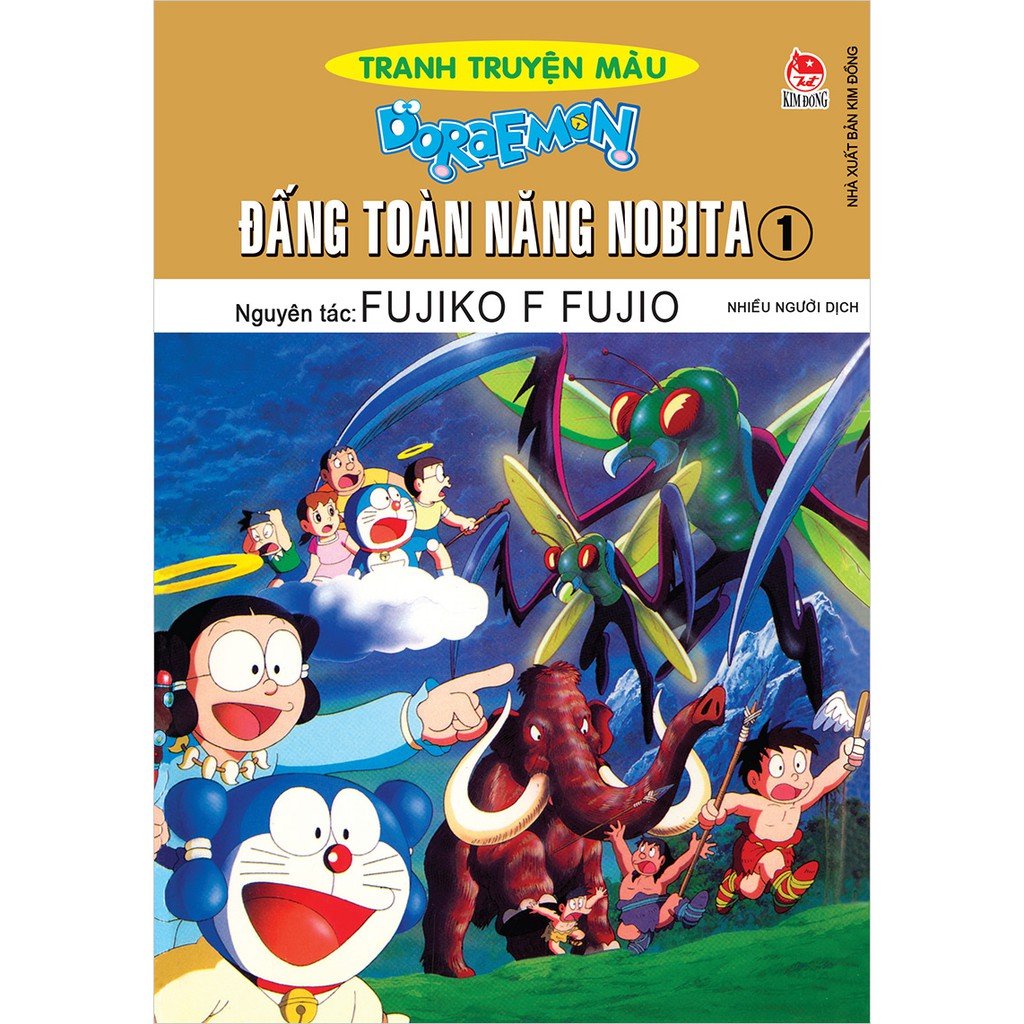 TRANH TRUYỆN MÀU
DORAEMON
ĐẤNG TOÀN NĂNG NOBITA 1
Nguyên tác: FUJIKO F FUJIO
NHIỀU NGƯỜI DỊCH
KIM ĐỒNG
NHÀ XUẤT BẢN KIM ĐỒNG